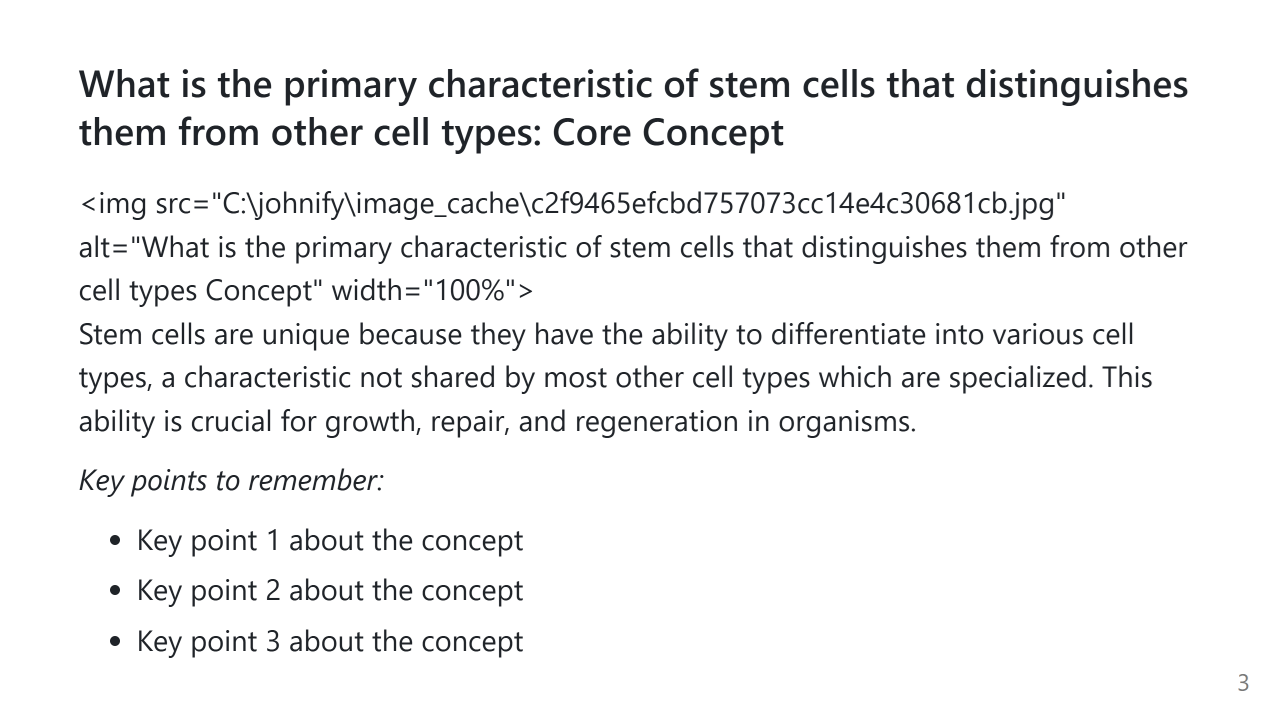 What is the primary characteristic of stem cells that distinguishes
them from other cell types: Core Concept
<img src="C:\johnify\image_cache\c2f9465efcbd757073cc14e4c30681cb.jpg"
alt="What is the primary characteristic of stem cells that distinguishes them from other
cell types Concept" width="100%">
Stem cells are unique because they have the ability to differentiate into various cell
types, a characteristic not shared by most other cell types which are specialized. This
ability is crucial for growth, repair, and regeneration in organisms.
Key points to remember:
• Key point 1 about the concept
• Key point 2 about the concept
• Key point 3 about the concept
3